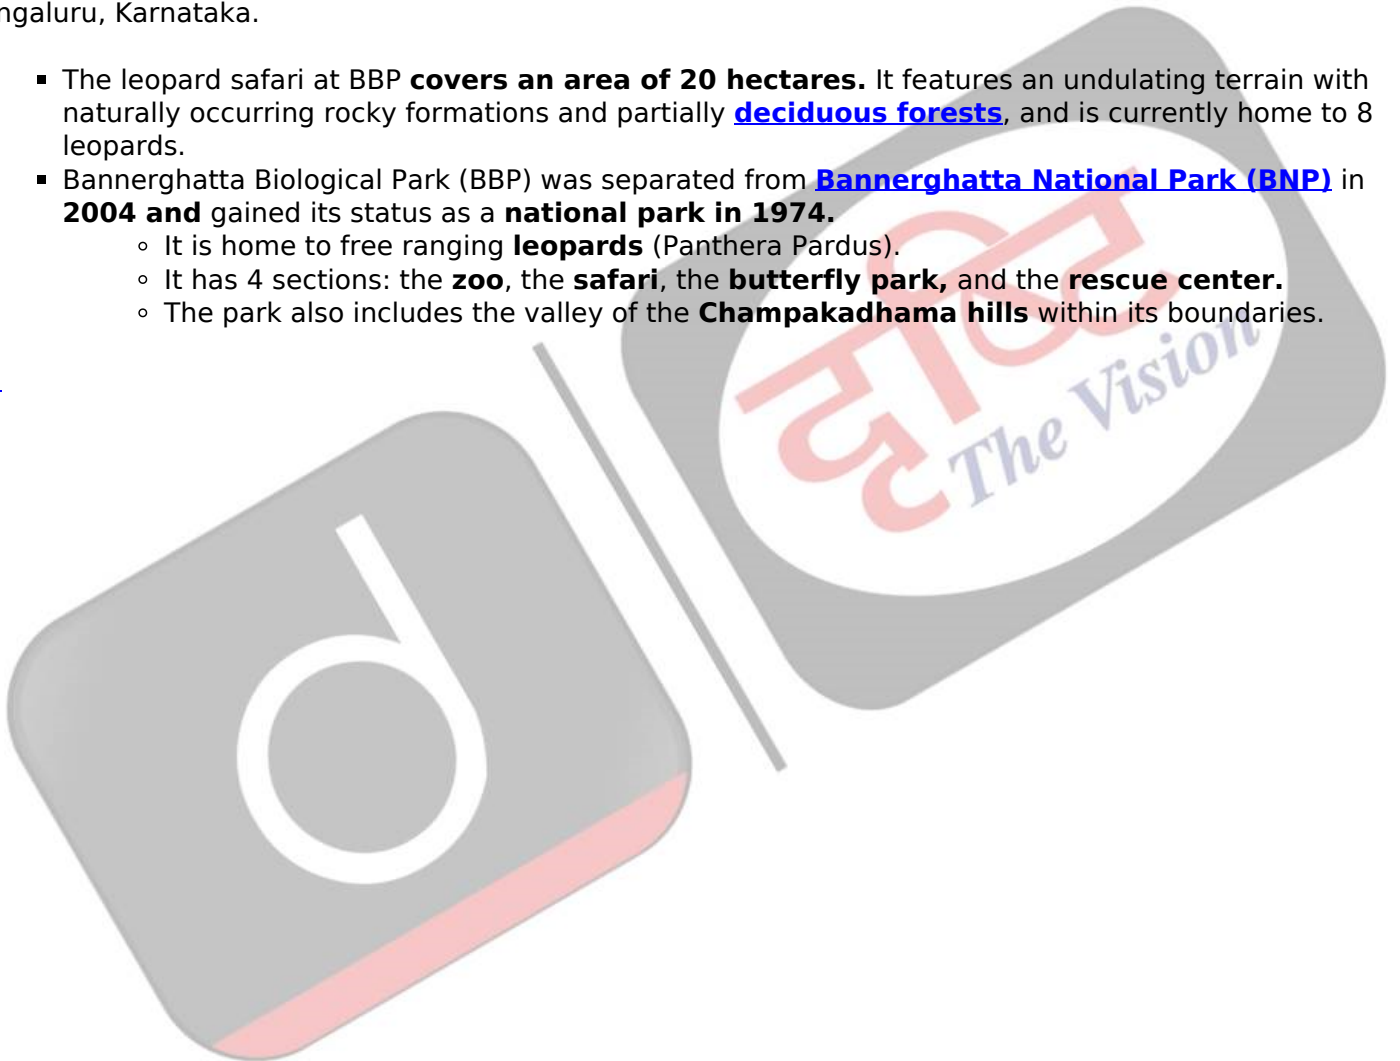 ngaluru, Karnataka.
▪ The leopard safari at BBP covers an area of 20 hectares. It features an undulating terrain with
naturally occurring rocky formations and partially deciduous forests, and is currently home to 8
leopards.
▪ Bannerghatta Biological Park (BBP) was separated from Bannerghatta National Park (BNP) in
2004 and gained its status as a national park in 1974.
◦ It is home to free ranging leopards (Panthera Pardus).
◦ It has 4 sections: the zoo, the safari, the butterfly park, and the rescue center.
◦ The park also includes the valley of the Champakadhama hills within its boundaries.
दृष्टि
The Vision
d